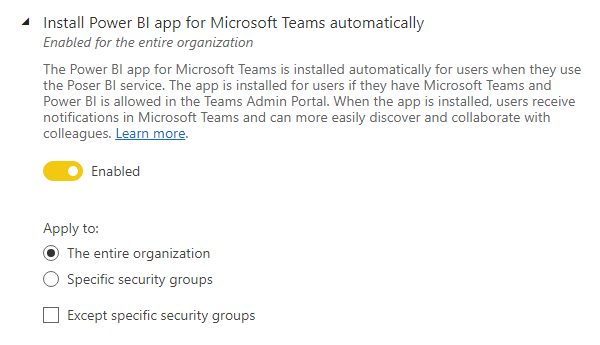 Install Power BI app for Microsoft Teams automatically
Enabled for the entire organization
The Power BI app for Microsoft Teams is installed automatically for users when they use
the Poser BI service. The app is installed for users if they have Microsoft Teams and
Power BI is allowed in the Teams Admin Portal. When the app is installed, users receive
notifications in Microsoft Teams and can more easily discover and collaborate with
colleagues. Learn more.
Enabled
Apply to:
The entire organization
Specific security groups
Except specific security groups